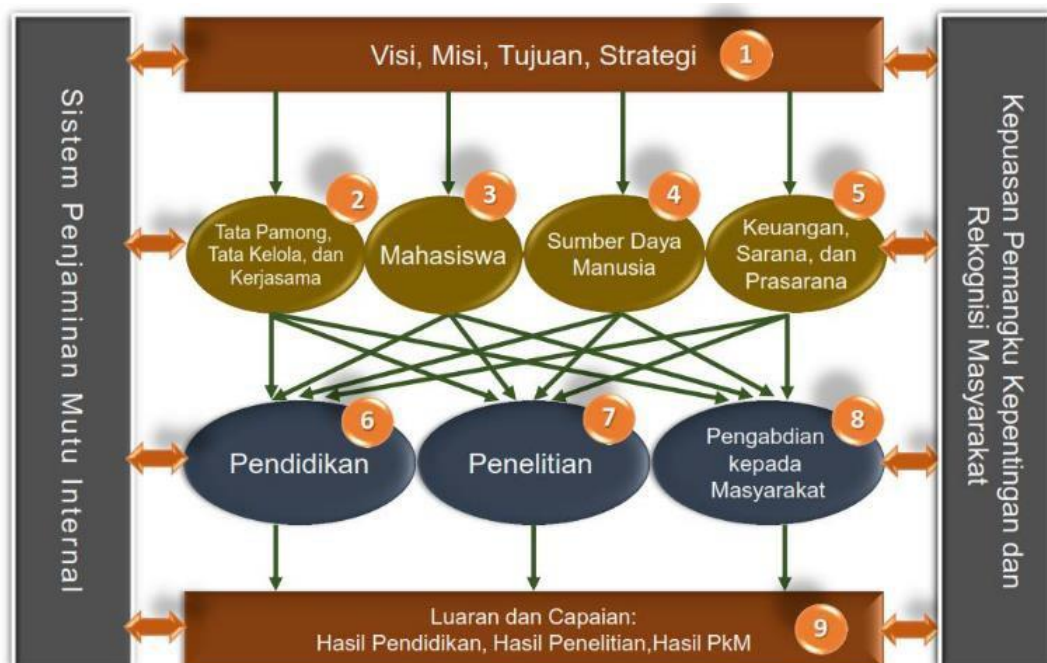 Sistem Penjaminan Mutu Internal
Visi, Misi, Tujuan, Strategi
1
2
Tata Pamong,
Tata Kelola, dan
Kerjasama
3
Mahasiswa
4
Sumber Daya
Manusia
5
Keuangan,
Sarana, dan
Prasarana
6
Pendidikan
7
Penelitian
8
Pengabdian
kepada
Masyarakat
Luaran dan Capaian:
Hasil Pendidikan, Hasil Penelitian,Hasil PkM
9
Kepuasan Pemangku Kepentingan dan
Rekognisi Masyarakat